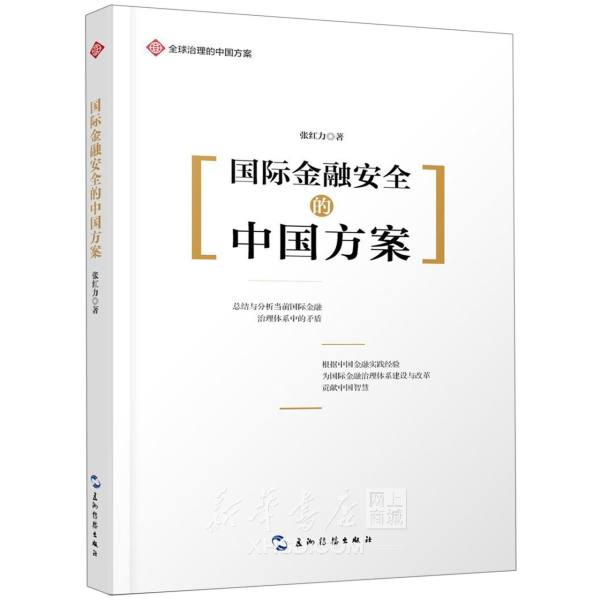 全球治理的中国方案
张红力◎著
国际金融安全
的
中国方案
总结与分析当前国际金融
治理体系中的矛盾
根据中国金融实践经验
为国际金融治理体系建设与改革
贡献中国智慧
新华书店
网上
商城
五洲传播出版社
国际金融安全的中国方案
张红力◎著
五洲传播出版社